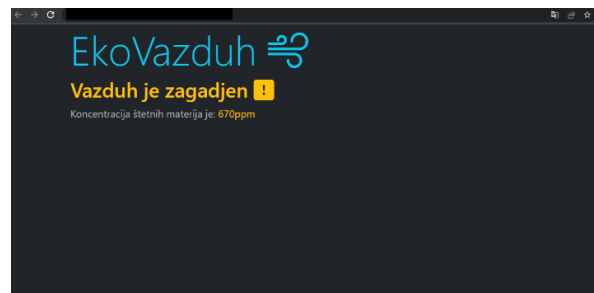 EkoVazduh
Vazduh je zagadjen !
Koncentracija štetnih materija je: 670ppm